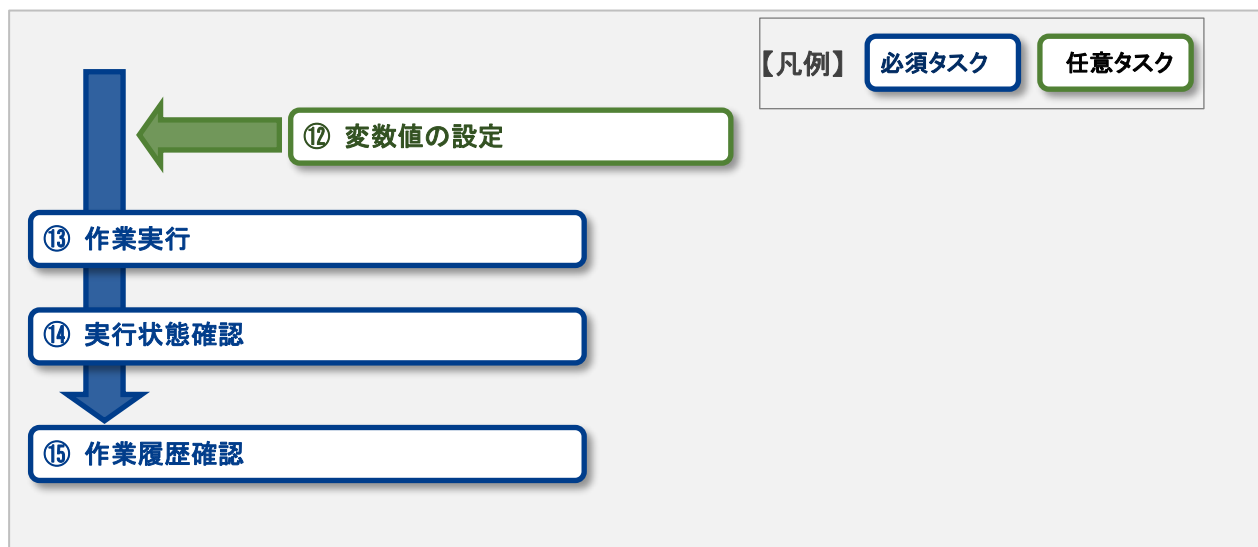 【凡例】 必須タスク 任意タスク
⑫ 変数値の設定
⑬ 作業実行
⑭ 実行状態確認
⑮ 作業履歴確認